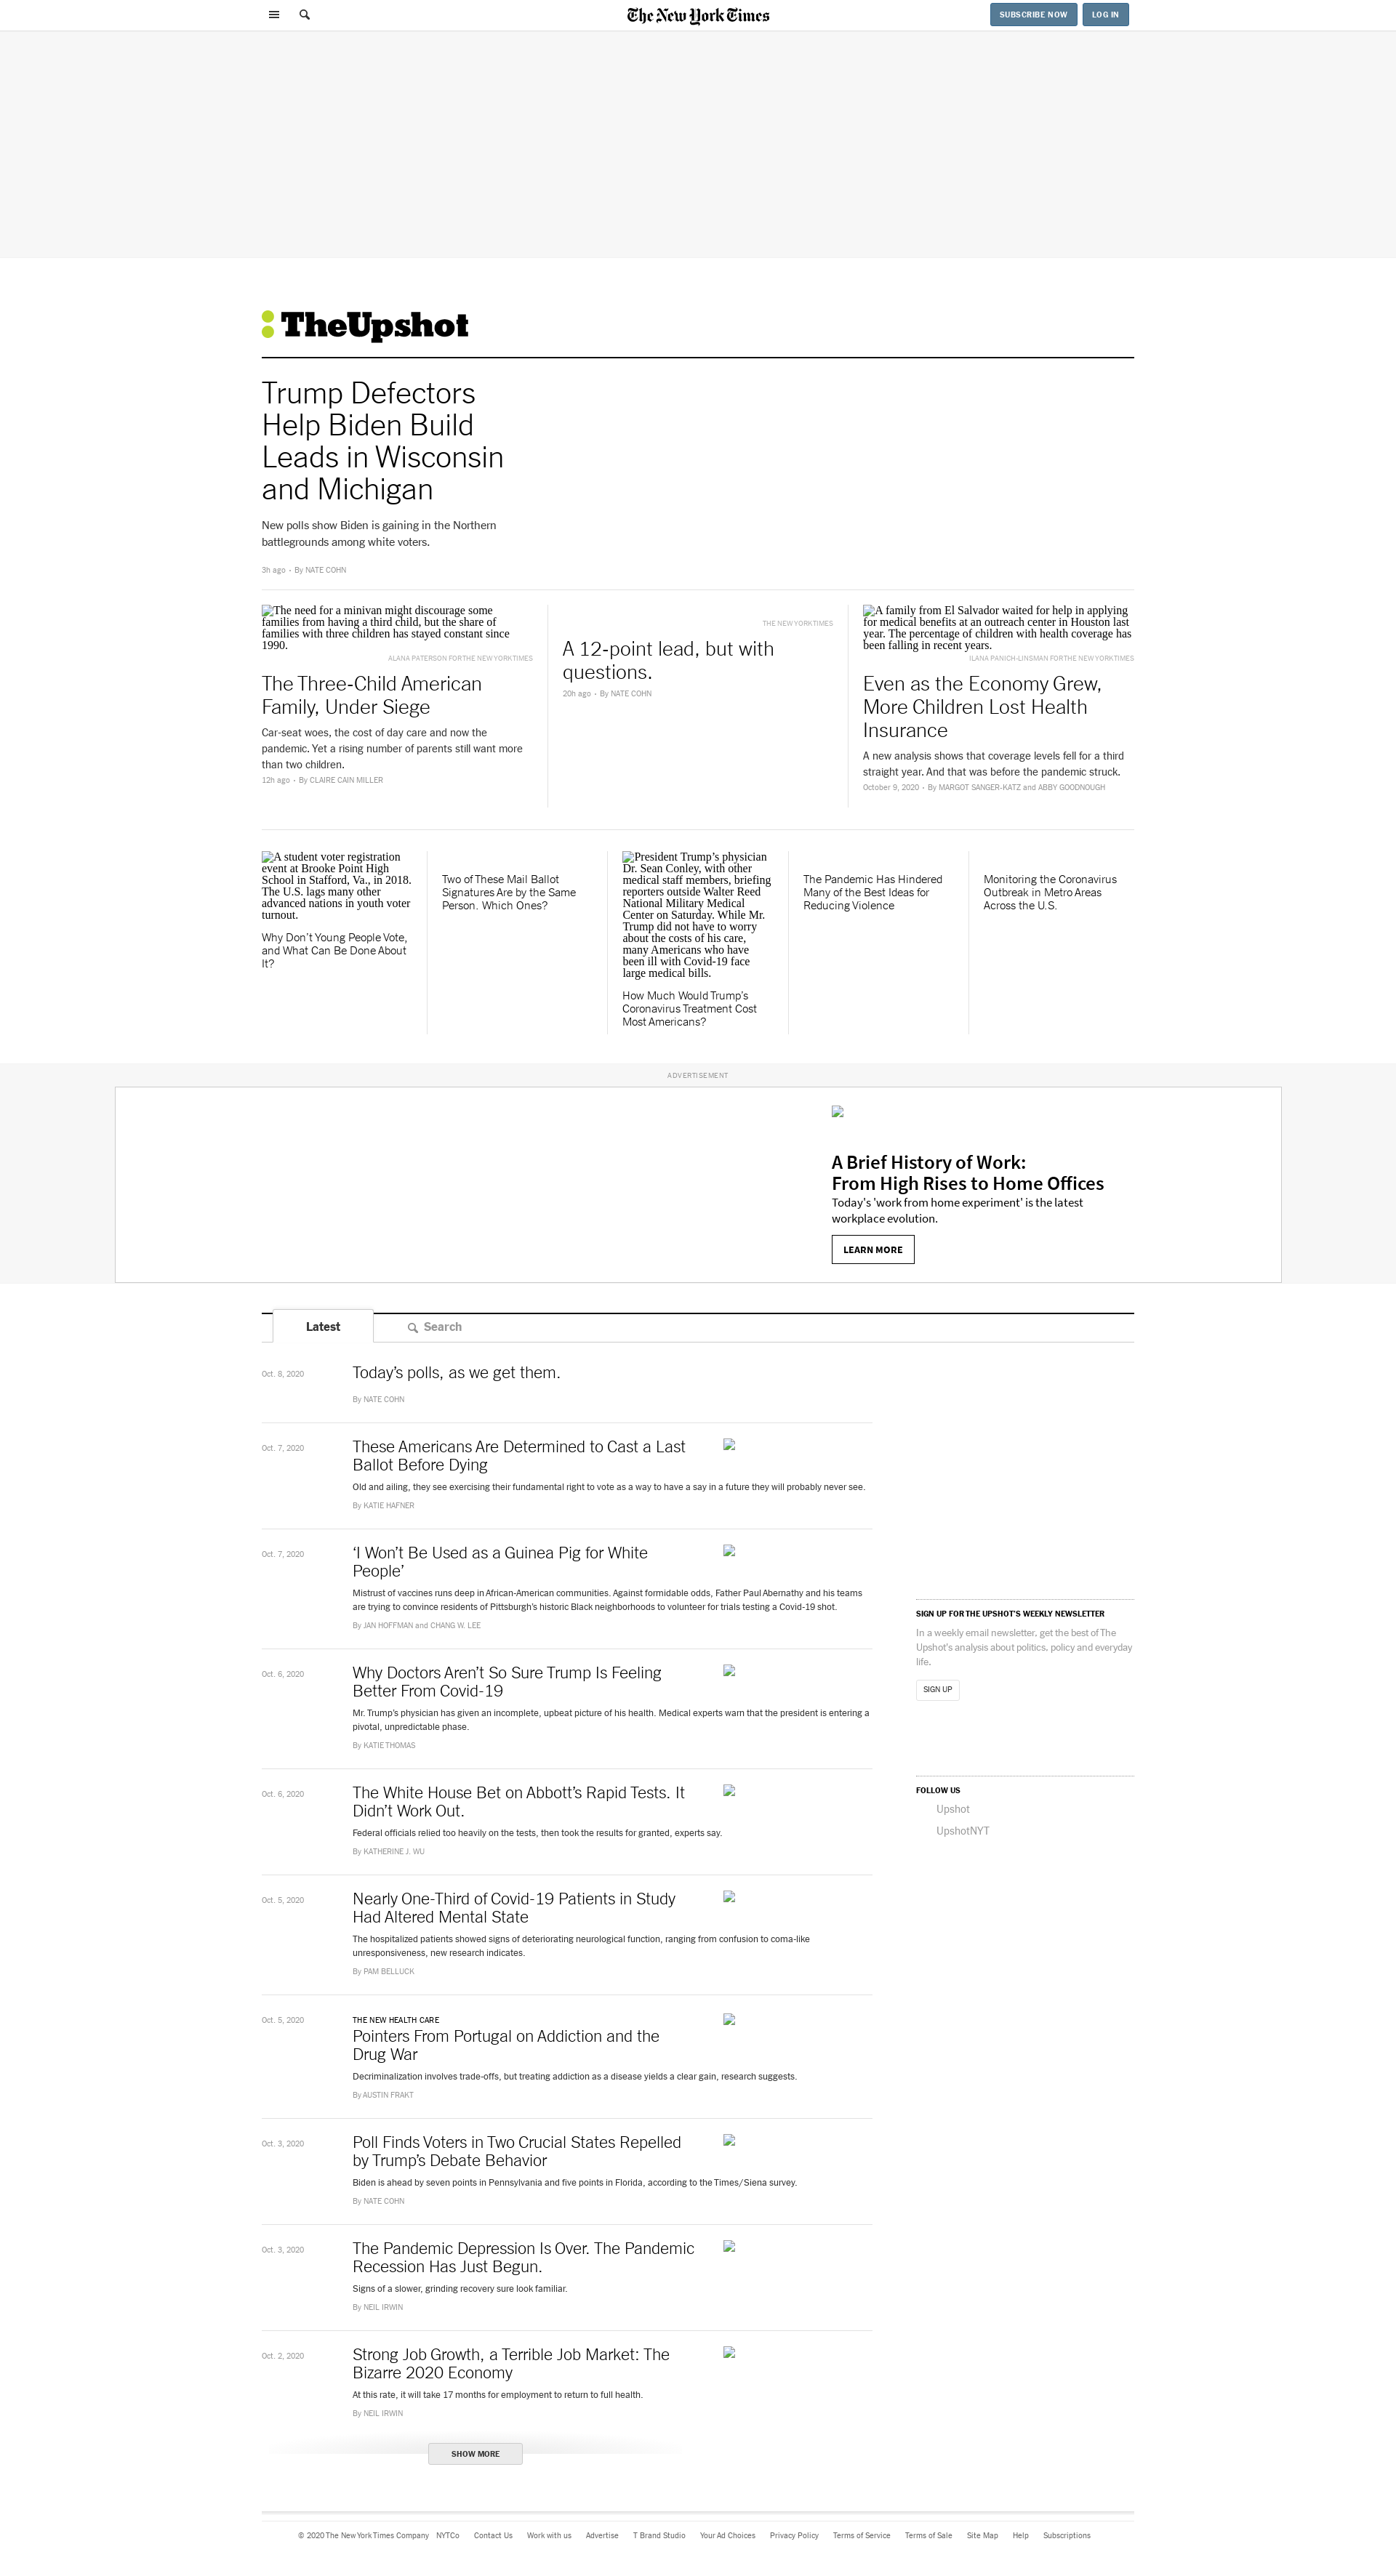 The New York Times
SUBSCRIBE NOW
LOG IN
TheUpshot
Trump Defectors
Help Biden Build
Leads in Wisconsin
and Michigan
New polls show Biden is gaining in the Northern
battlegrounds among white voters.
3h ago • By NATE COHN
The need for a minivan might discourage some
families from having a third child, but the share of
families with three children has stayed constant since
1990.
ALANA PATERSON FOR THE NEW YORK TIMES
The Three-Child American
Family, Under Siege
Car-seat woes, the cost of day care and now the
pandemic. Yet a rising number of parents still want more
than two children.
12h ago • By CLAIRE CAIN MILLER
THE NEW YORK TIMES
A 12-point lead, but with
questions.
20h ago • By NATE COHN
A family from El Salvador waited for help in applying
for medical benefits at an outreach center in Houston last
year. The percentage of children with health coverage has
been falling in recent years.
ILANA PANICH-LINSMAN FOR THE NEW YORK TIMES
Even as the Economy Grew,
More Children Lost Health
Insurance
A new analysis shows that coverage levels fell for a third
straight year. And that was before the pandemic struck.
October 9, 2020 • By MARGOT SANGER-KATZ and ABBY GOODNOUGH
A student voter registration
event at Brooke Point High
School in Stafford, Va., in 2018.
The U.S. lags many other
advanced nations in youth voter
turnout.
Why Don’t Young People Vote,
and What Can Be Done About
It?
Two of These Mail Ballot
Signatures Are by the Same
Person. Which Ones?
President Trump’s physician
Dr. Sean Conley, with other
medical staff members, briefing
reporters outside Walter Reed
National Military Medical
Center on Saturday. While Mr.
Trump did not have to worry
about the costs of his care,
many Americans who have
been ill with Covid-19 face
large medical bills.
How Much Would Trump’s
Coronavirus Treatment Cost
Most Americans?
The Pandemic Has Hindered
Many of the Best Ideas for
Reducing Violence
Monitoring the Coronavirus
Outbreak in Metro Areas
Across the U.S.
ADVERTISEMENT
A Brief History of Work:
From High Rises to Home Offices
Today's 'work from home experiment' is the latest
workplace evolution.
LEARN MORE
Latest
Search
Oct. 8, 2020
Today’s polls, as we get them.
By NATE COHN
Oct. 7, 2020
These Americans Are Determined to Cast a Last
Ballot Before Dying
Old and ailing, they see exercising their fundamental right to vote as a way to have a say in a future they will probably never see.
By KATIE HAFNER
Oct. 7, 2020
‘I Won’t Be Used as a Guinea Pig for White
People’
Mistrust of vaccines runs deep in African-American communities. Against formidable odds, Father Paul Abernathy and his teams
are trying to convince residents of Pittsburgh’s historic Black neighborhoods to volunteer for trials testing a Covid-19 shot.
By JAN HOFFMAN and CHANG W. LEE
Oct. 6, 2020
Why Doctors Aren’t So Sure Trump Is Feeling
Better From Covid-19
Mr. Trump’s physician has given an incomplete, upbeat picture of his health. Medical experts warn that the president is entering a
pivotal, unpredictable phase.
By KATIE THOMAS
Oct. 6, 2020
The White House Bet on Abbott’s Rapid Tests. It
Didn’t Work Out.
Federal officials relied too heavily on the tests, then took the results for granted, experts say.
By KATHERINE J. WU
Oct. 5, 2020
Nearly One-Third of Covid-19 Patients in Study
Had Altered Mental State
The hospitalized patients showed signs of deteriorating neurological function, ranging from confusion to coma-like
unresponsiveness, new research indicates.
By PAM BELLUCK
Oct. 5, 2020
THE NEW HEALTH CARE
Pointers From Portugal on Addiction and the
Drug War
Decriminalization involves trade-offs, but treating addiction as a disease yields a clear gain, research suggests.
By AUSTIN FRAKT
Oct. 3, 2020
Poll Finds Voters in Two Crucial States Repelled
by Trump’s Debate Behavior
Biden is ahead by seven points in Pennsylvania and five points in Florida, according to the Times/Siena survey.
By NATE COHN
Oct. 3, 2020
The Pandemic Depression Is Over. The Pandemic
Recession Has Just Begun.
Signs of a slower, grinding recovery sure look familiar.
By NEIL IRWIN
Oct. 2, 2020
Strong Job Growth, a Terrible Job Market: The
Bizarre 2020 Economy
At this rate, it will take 17 months for employment to return to full health.
By NEIL IRWIN
SHOW MORE
SIGN UP FOR THE UPSHOT’S WEEKLY NEWSLETTER
In a weekly email newsletter, get the best of The
Upshot’s analysis about politics, policy and everyday
life.
SIGN UP
FOLLOW US
Upshot
UpshotNYT
© 2020 The New York Times Company NYTCo Contact Us Work with us Advertise T Brand Studio Your Ad Choices Privacy Policy Terms of Service Terms of Sale Site Map Help Subscriptions